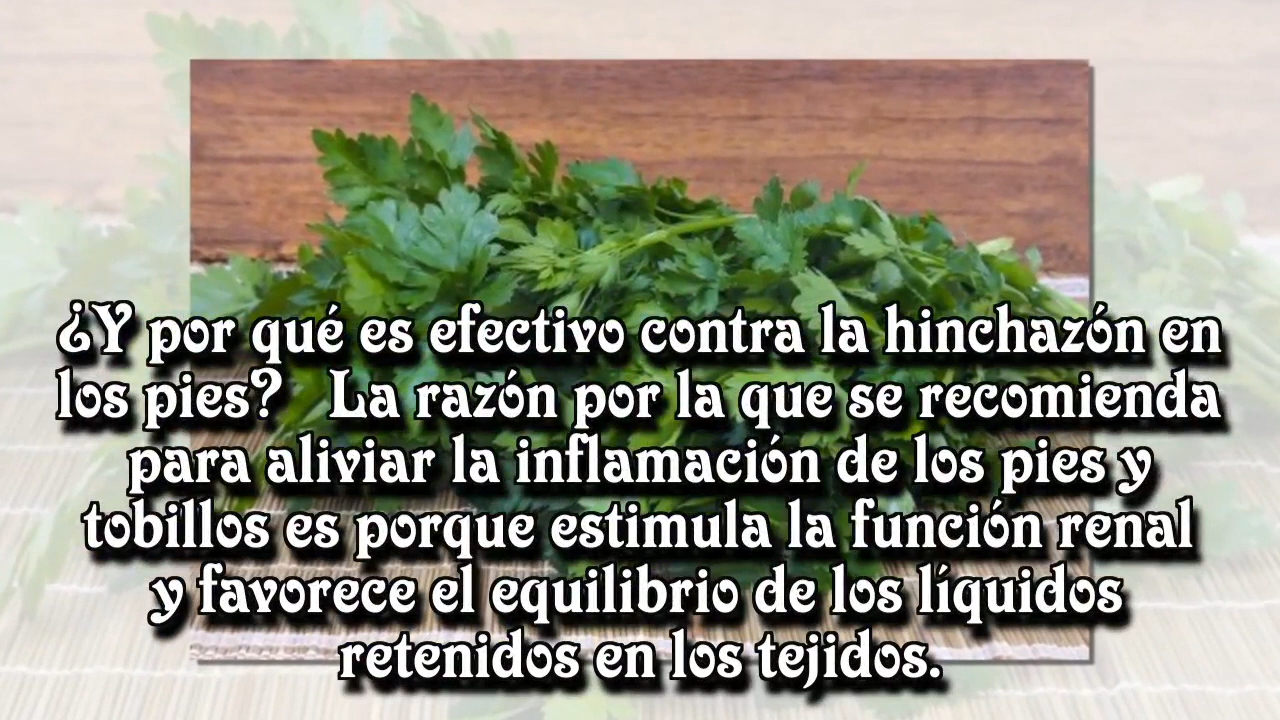 ¿Y por qué es efectivo contra la hinchazón en
los pies? La razón por la que se recomienda
para aliviar la inflamación de los pies y
tobillos es porque estimula la función renal
y favorece el equilibrio de los líquidos
retenidos en los tejidos.